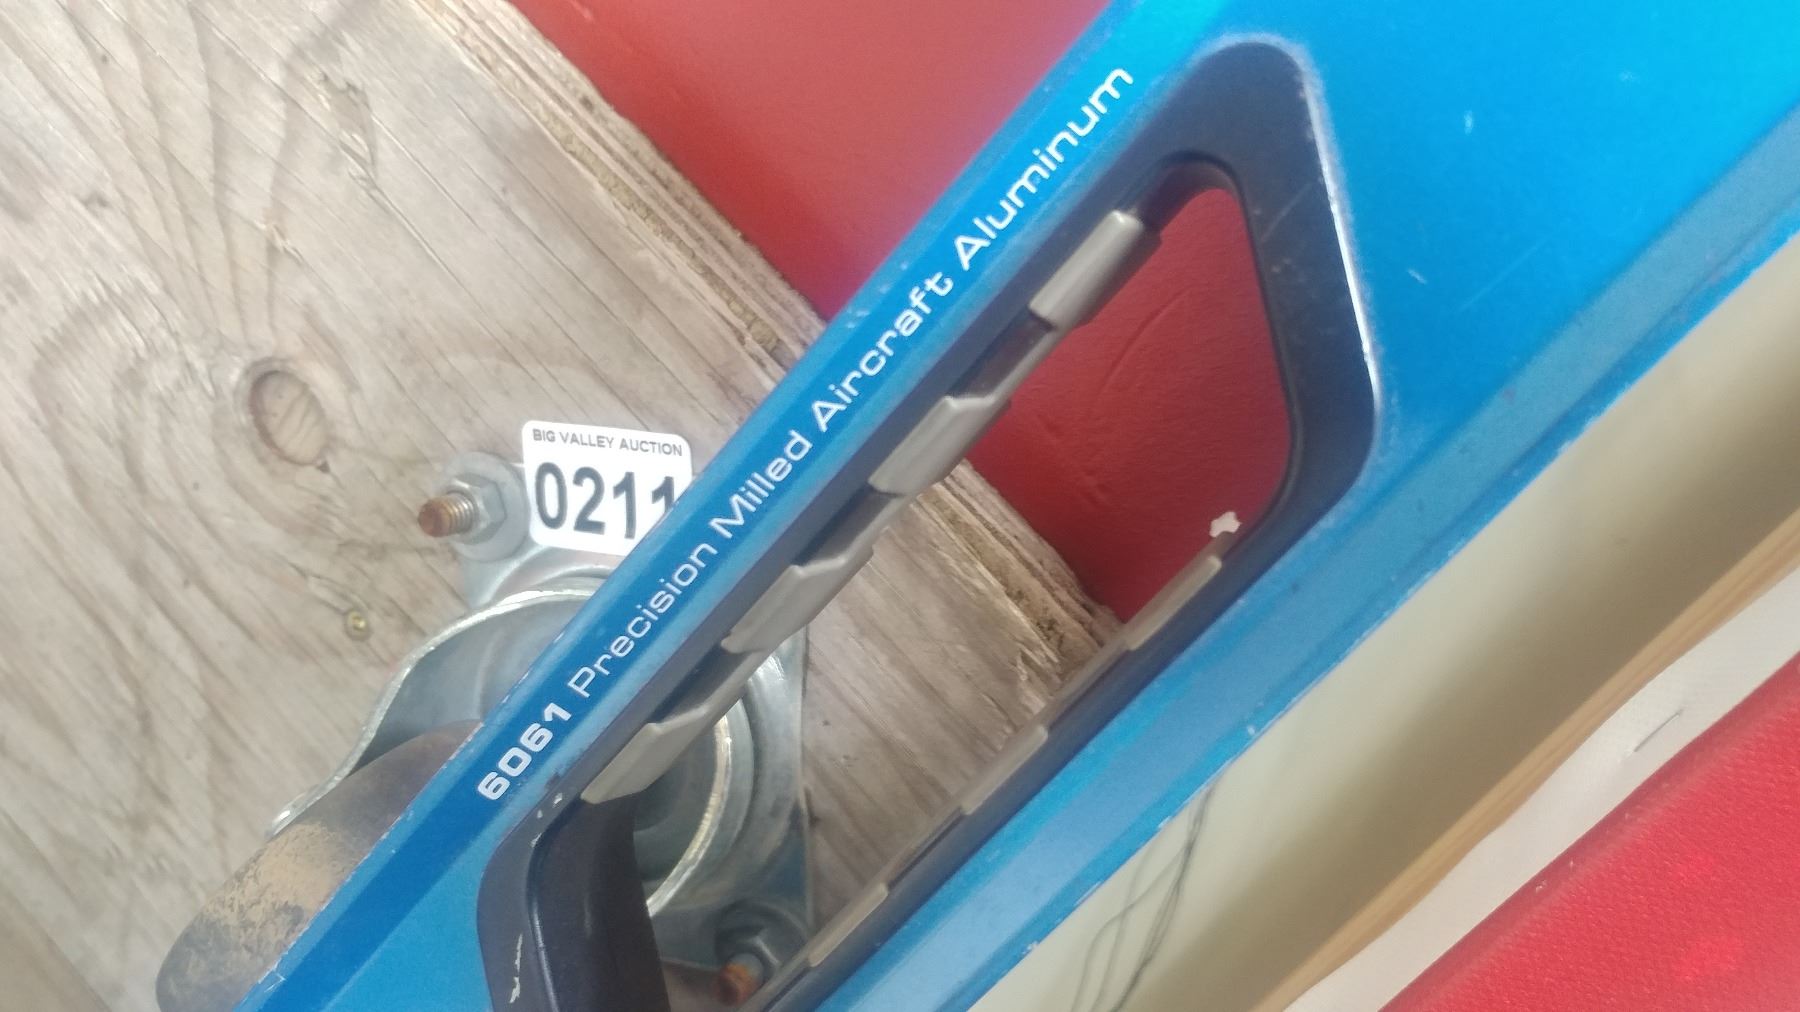 BIG VALLEY AUCTION
0211
6061 Precision Milled Aircraft Aluminum